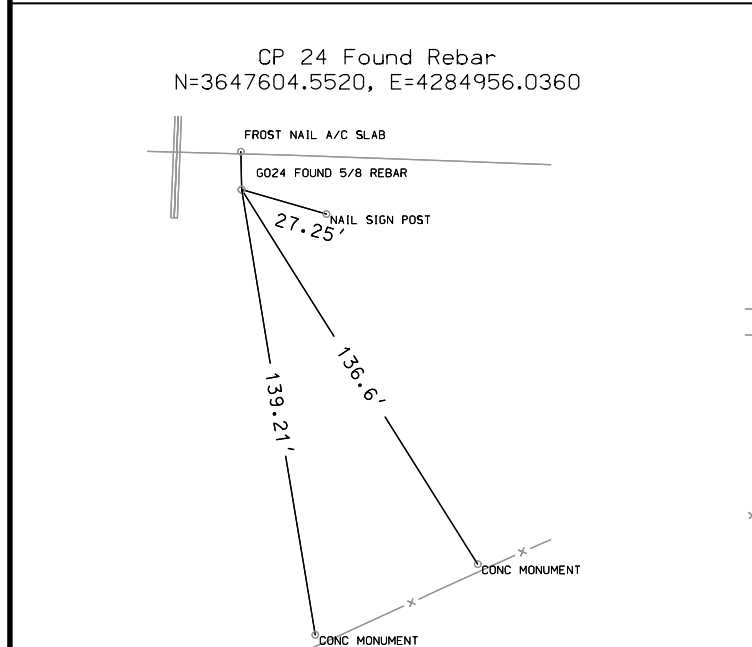 CP 24 Found Rebar
N=3647604.5520, E=4284956.0360
FROST NAIL A/C SLAB
GO24 FOUND 5/8 REBAR
NAIL SIGN POST
27.25'
136.6'
139.21'
CONC MONUMENT
CONC MONUMENT